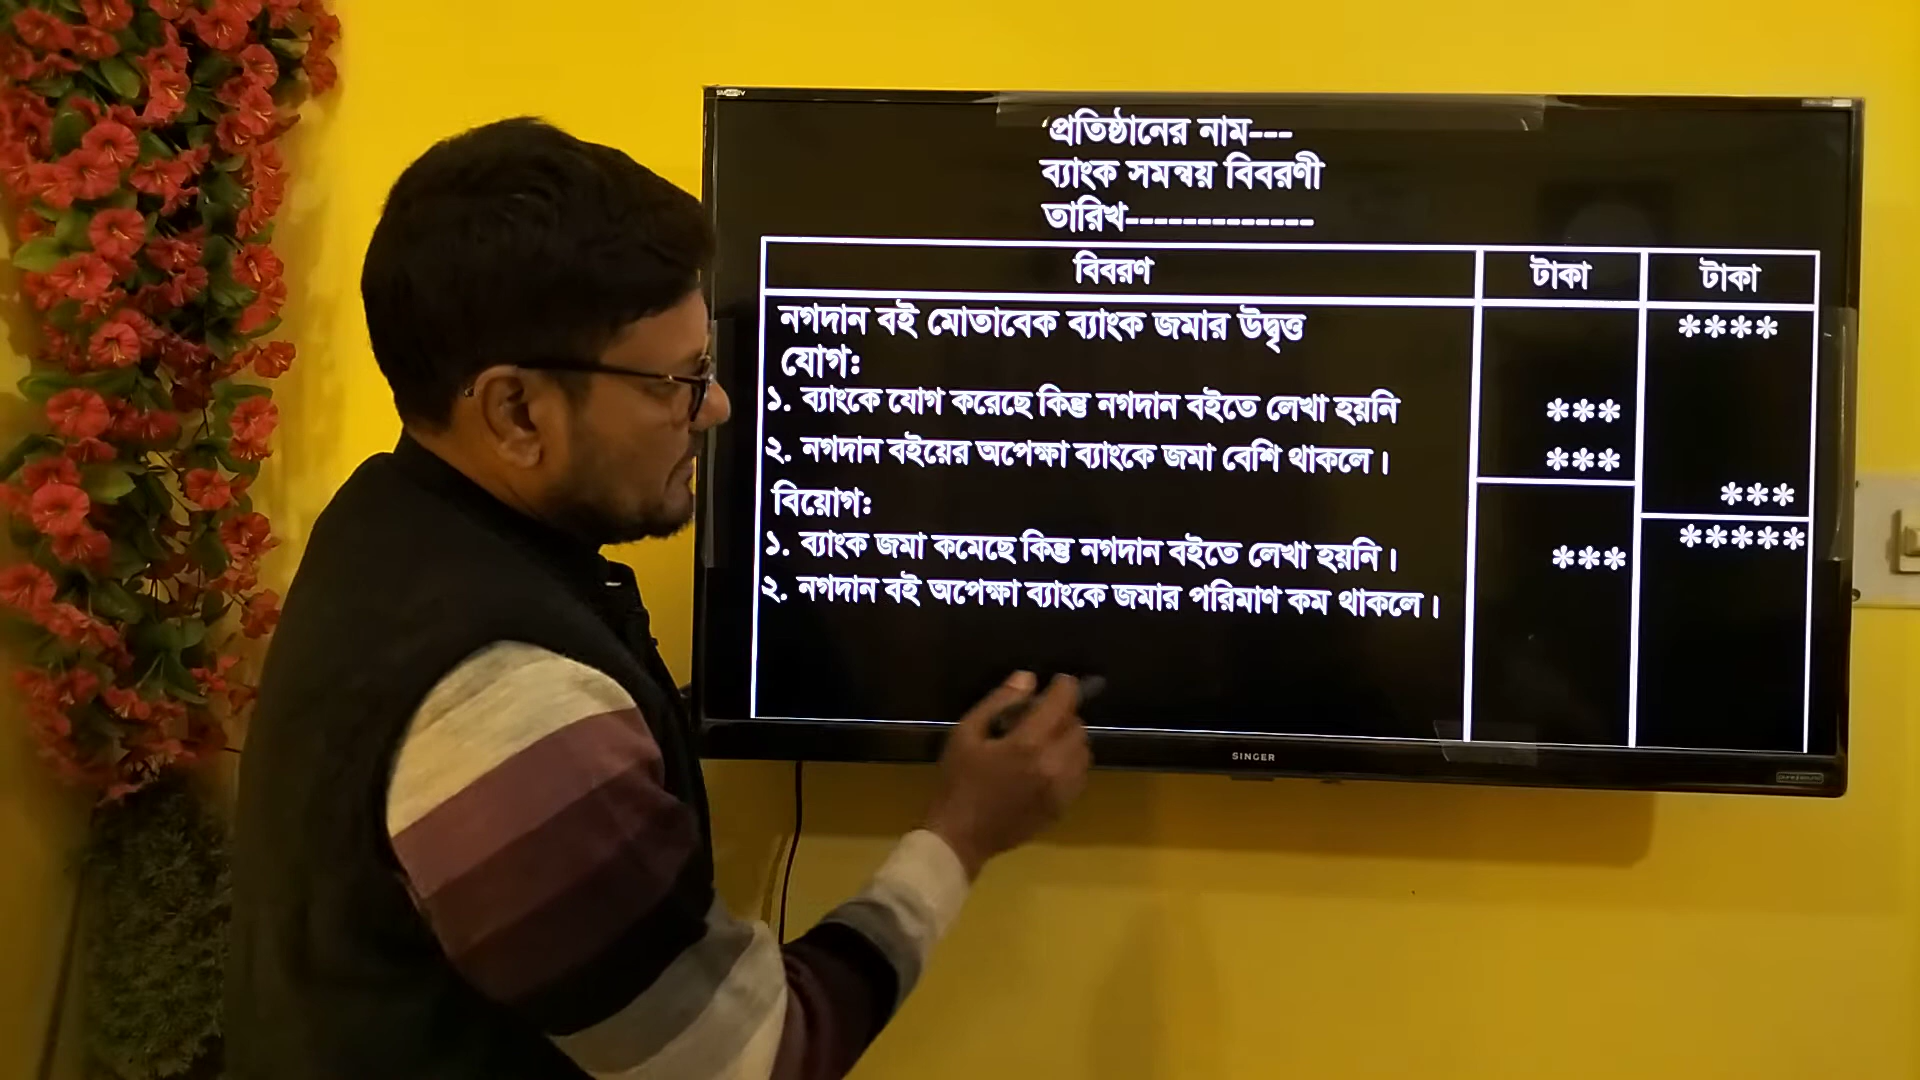 প্রতিষ্ঠানের নাম---
ব্যাংক সমন্বয় বিবরণী
তারিখ-------------
বিবরণ টাকা টাকা
নগদান বই মোতাবেক ব্যাংক জমার উদ্বৃত্ত ****
যোগঃ
১. ব্যাংকে যোগ করেছে কিন্তু নগদান বইতে লেখা হয়নি ***
২. নগদান বইয়ের অপেক্ষা ব্যাংকে জমা বেশি থাকলে। ***
বিয়োগঃ ***
১. ব্যাংক জমা কমেছে কিন্তু নগদান বইতে লেখা হয়নি। *** *****
২. নগদান বই অপেক্ষা ব্যাংকে জমার পরিমাণ কম থাকলে।
SINGER